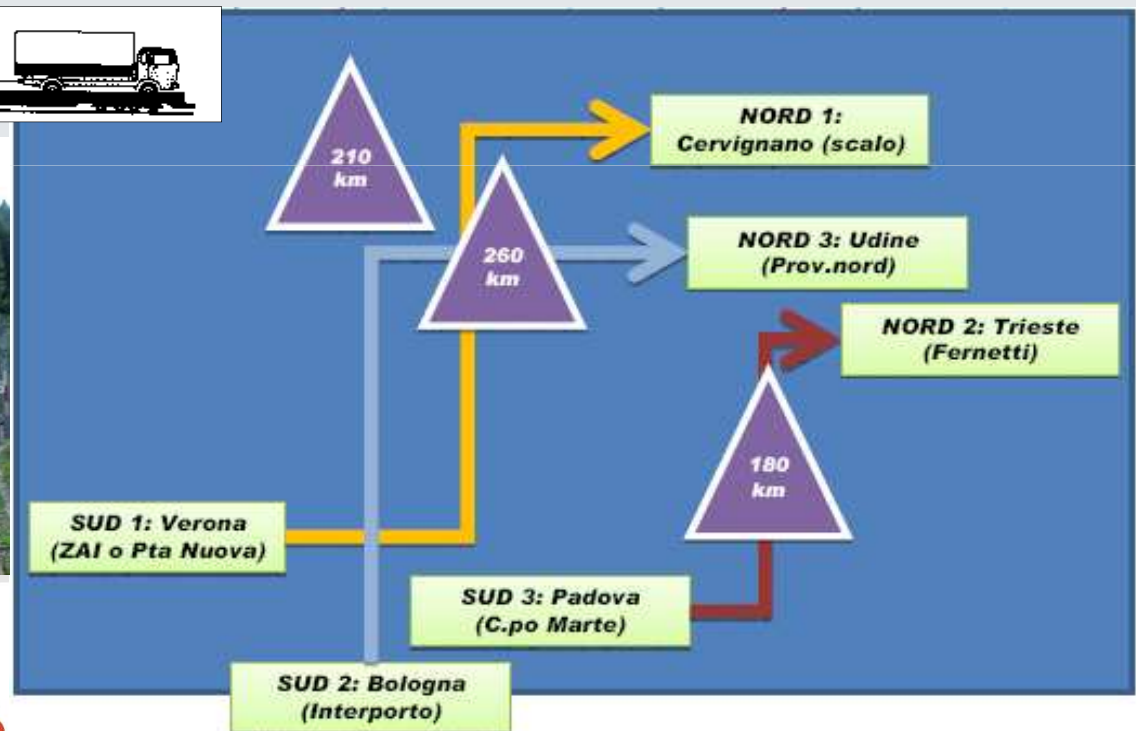 210
km
NORD 1:
Cervignano (scalo)
260
km
NORD 3: Udine
(Prov.nord)
NORD 2: Trieste
(Fernetti)
180
km
SUD 1: Verona
(ZAI o Pta Nuova)
SUD 3: Padova
(C.po Marte)
SUD 2: Bologna
(Interporto)